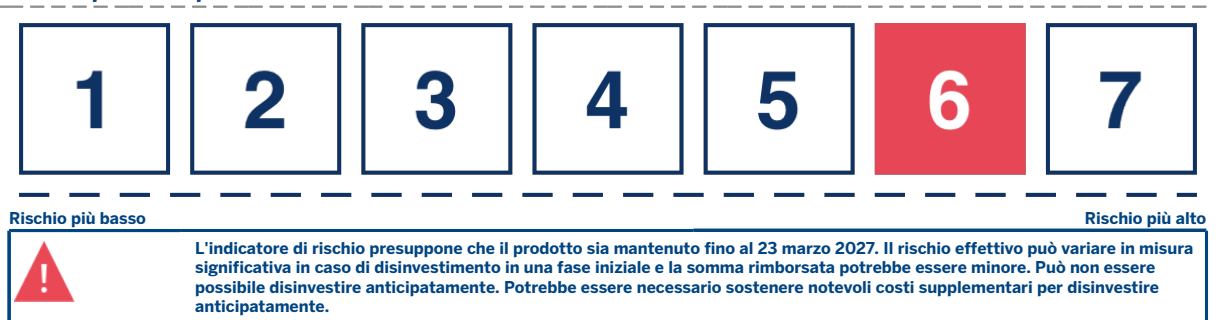 1 2 3 4 5 6 7
Rischio più basso Rischio più alto
!
L'indicatore di rischio presuppone che il prodotto sia mantenuto fino al 23 marzo 2027. Il rischio effettivo può variare in misura
significativa in caso di disinvestimento in una fase iniziale e la somma rimborsata potrebbe essere minore. Può non essere
possibile disinvestire anticipatamente. Potrebbe essere necessario sostenere notevoli costi supplementari per disinvestire
anticipatamente.